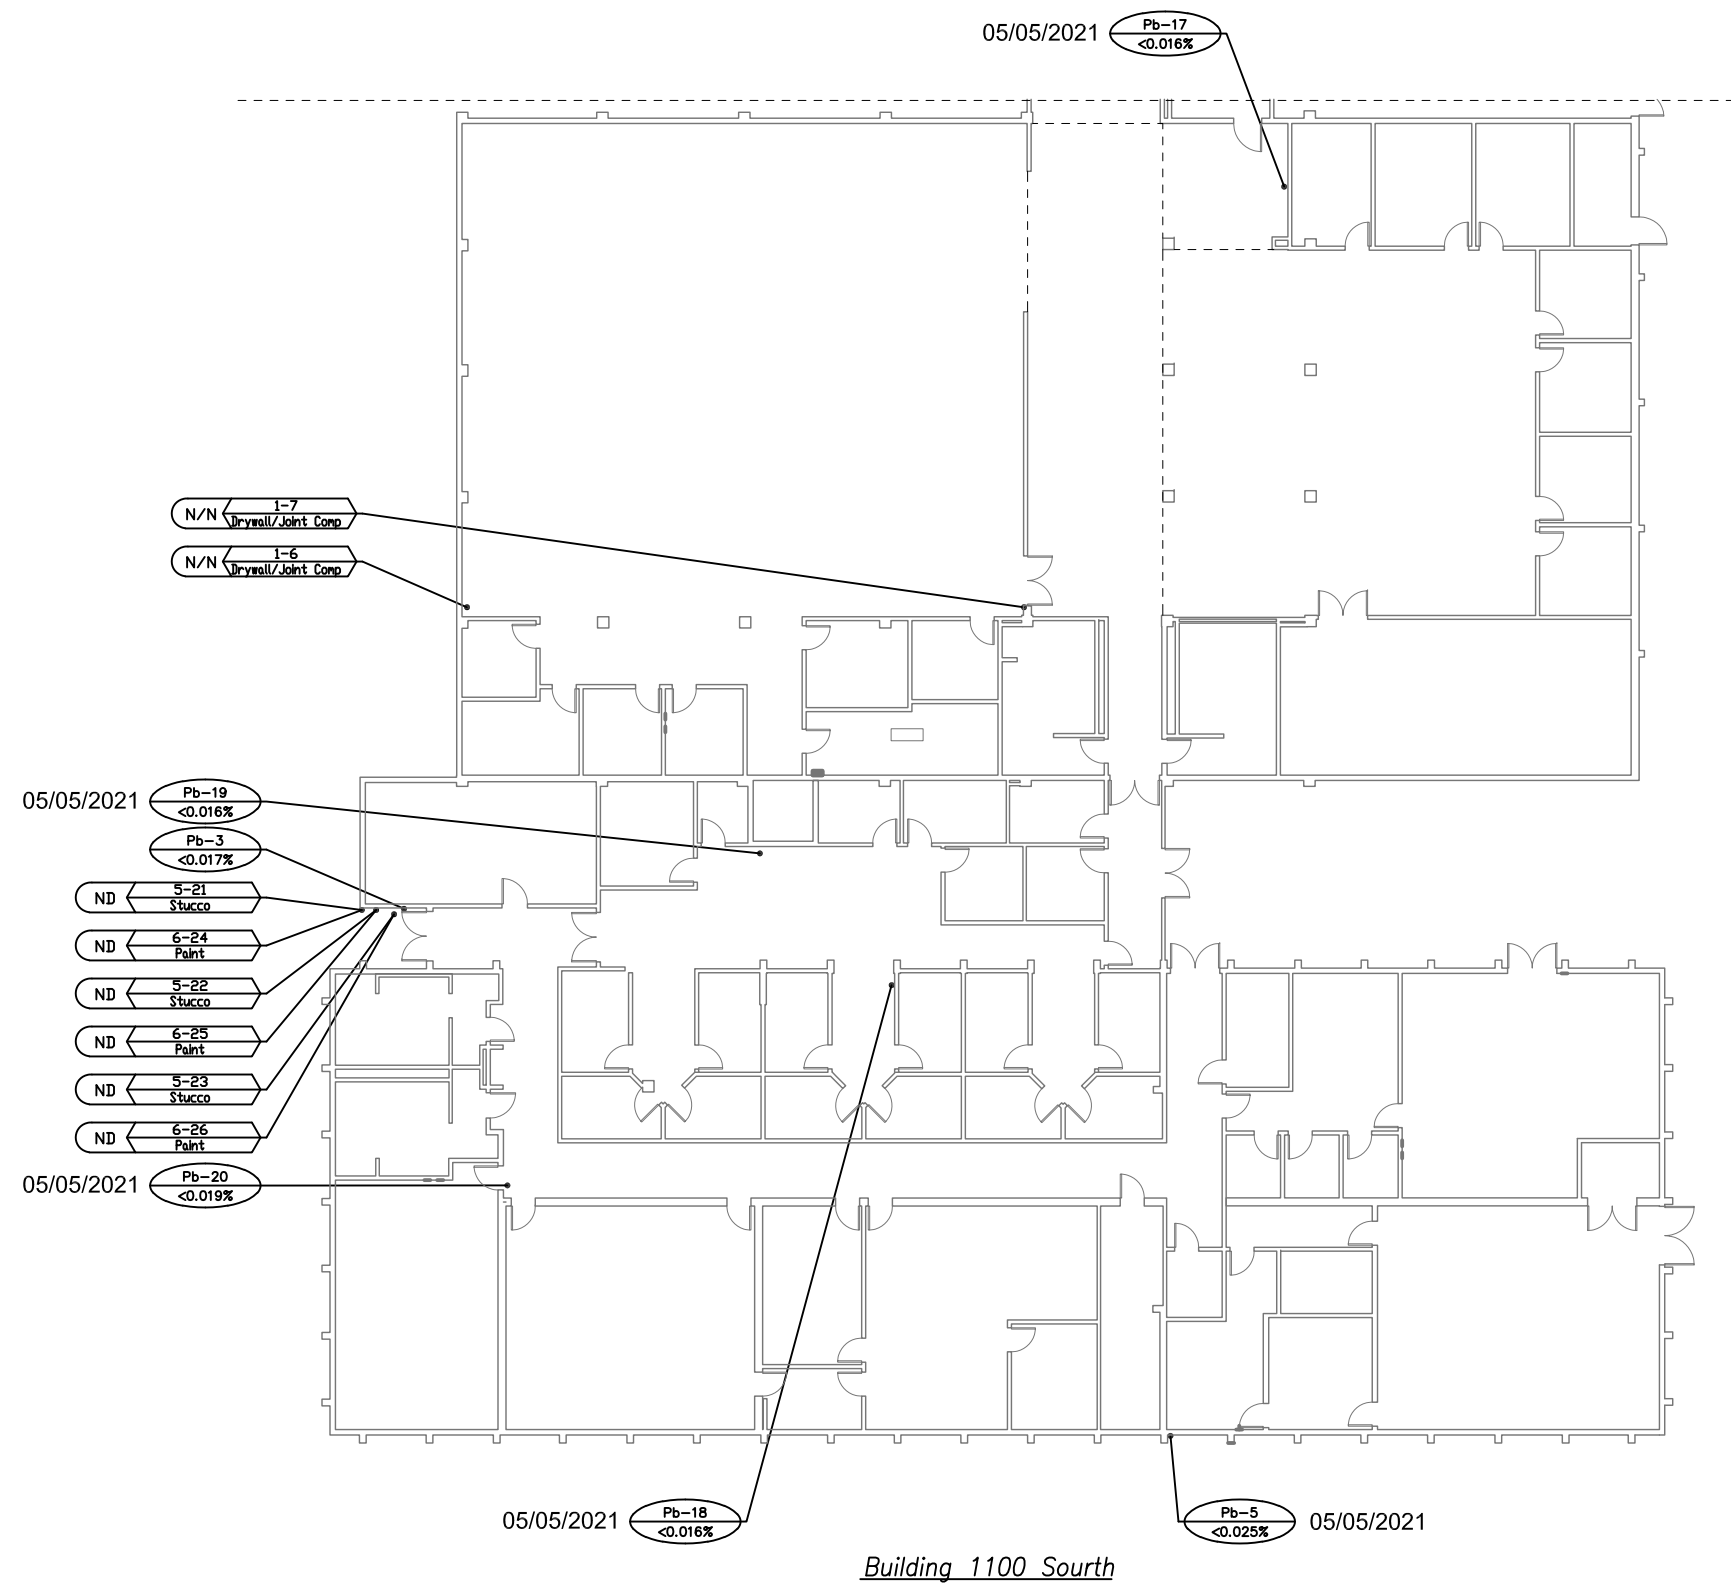 05/05/2021
Pb-17
<0.016%
N/N
1-7
Drywall/Joint Comp
N/N
1-6
Drywall/Joint Comp
05/05/2021
Pb-19
<0.016%
Pb-3
<0.017%
ND
5-21
Stucco
ND
6-24
Paint
ND
5-22
Stucco
ND
6-25
Paint
ND
5-23
Stucco
ND
6-26
Paint
05/05/2021
Pb-20
<0.019%
05/05/2021
Pb-18
<0.016%
Pb-5
<0.025%
05/05/2021
Building 1100 Sourth